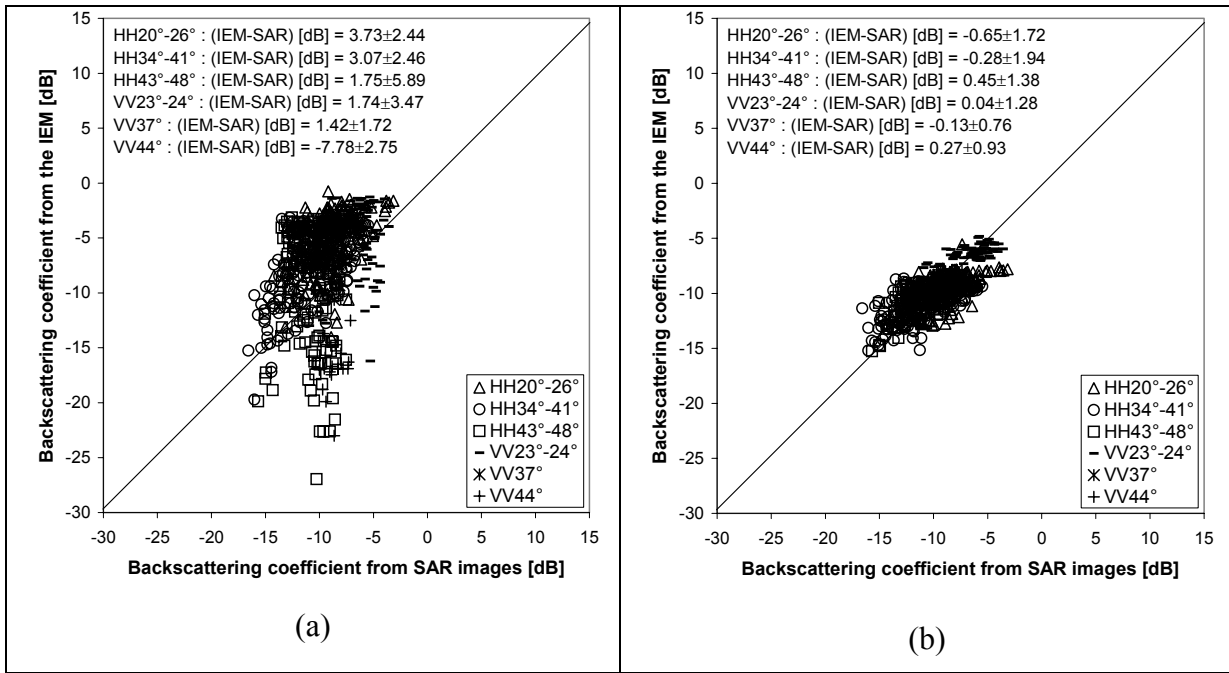 HH20°-26° : (IEM-SAR) [dB] = 3.73±2.44
HH34°-41° : (IEM-SAR) [dB] = 3.07±2.46
HH43°-48° : (IEM-SAR) [dB] = 1.75±5.89
VV23°-24° : (IEM-SAR) [dB] = 1.74±3.47
VV37° : (IEM-SAR) [dB] = 1.42±1.72
VV44° : (IEM-SAR) [dB] = -7.78±2.75
15
10
5
0
-5
-10
-15
-20
-25
-30
Backscattering coefficient from the IEM [dB]
HH20°-26°
HH34°-41°
HH43°-48°
VV23°-24°
VV37°
VV44°
-30 -25 -20 -15 -10 -5 0 5 10 15
Backscattering coefficient from SAR images [dB]
(a)
HH20°-26° : (IEM-SAR) [dB] = -0.65±1.72
HH34°-41° : (IEM-SAR) [dB] = -0.28±1.94
HH43°-48° : (IEM-SAR) [dB] = 0.45±1.38
VV23°-24° : (IEM-SAR) [dB] = 0.04±1.28
VV37° : (IEM-SAR) [dB] = -0.13±0.76
VV44° : (IEM-SAR) [dB] = 0.27±0.93
15
10
5
0
-5
-10
-15
-20
-25
-30
Backscattering coefficient from the IEM [dB]
HH20°-26°
HH34°-41°
HH43°-48°
VV23°-24°
VV37°
VV44°
-30 -25 -20 -15 -10 -5 0 5 10 15
Backscattering coefficient from SAR images [dB]
(b)